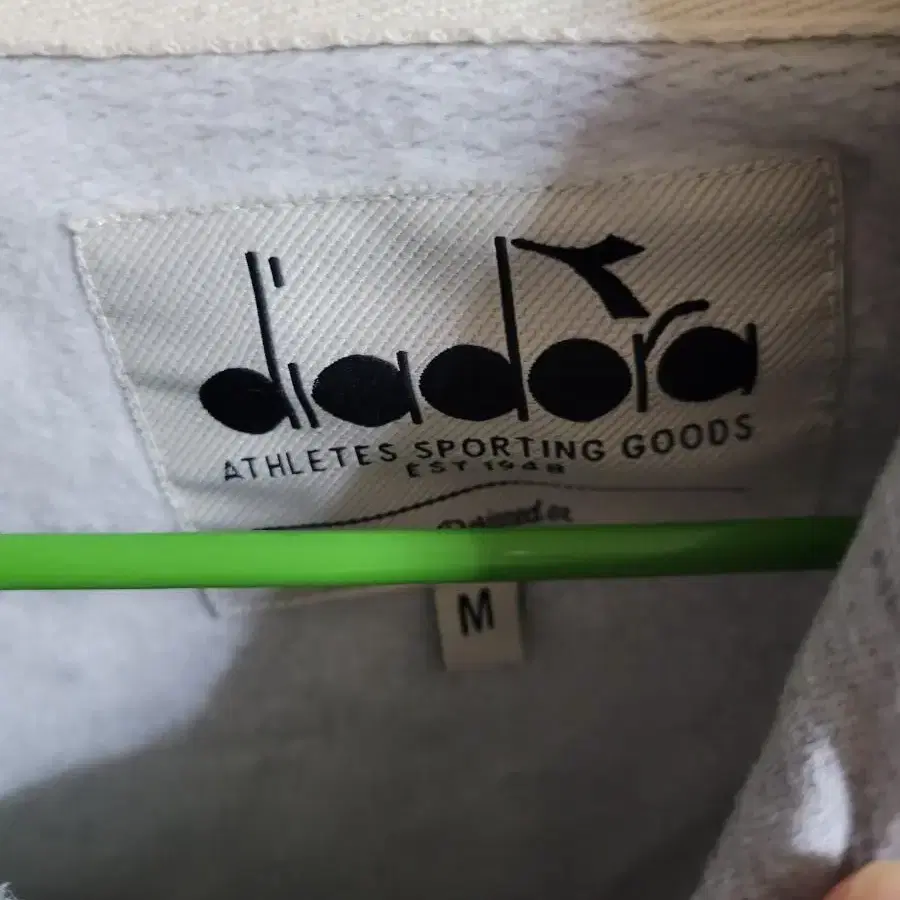 diadora
ATHLETES SPORTING GOODS
EST 1948
M